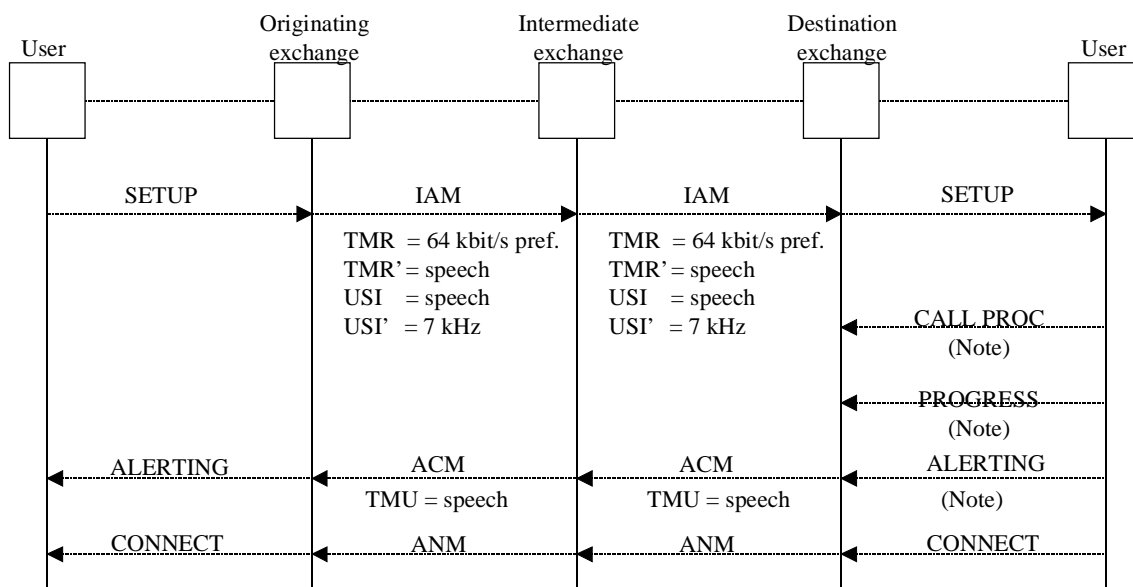 User
Originating
exchange
Intermediate
exchange
Destination
exchange
User
SETUP
IAM
IAM
SETUP
TMR = 64 kbit/s pref.
TMR’ = speech
USI = speech
USI’ = 7 kHz
TMR = 64 kbit/s pref.
TMR’ = speech
USI = speech
USI’ = 7 kHz
CALL PROC
(Note)
PROGRESS
(Note)
ALERTING
ACM
ACM
ALERTING
TMU = speech
TMU = speech
(Note)
CONNECT
ANM
ANM
CONNECT